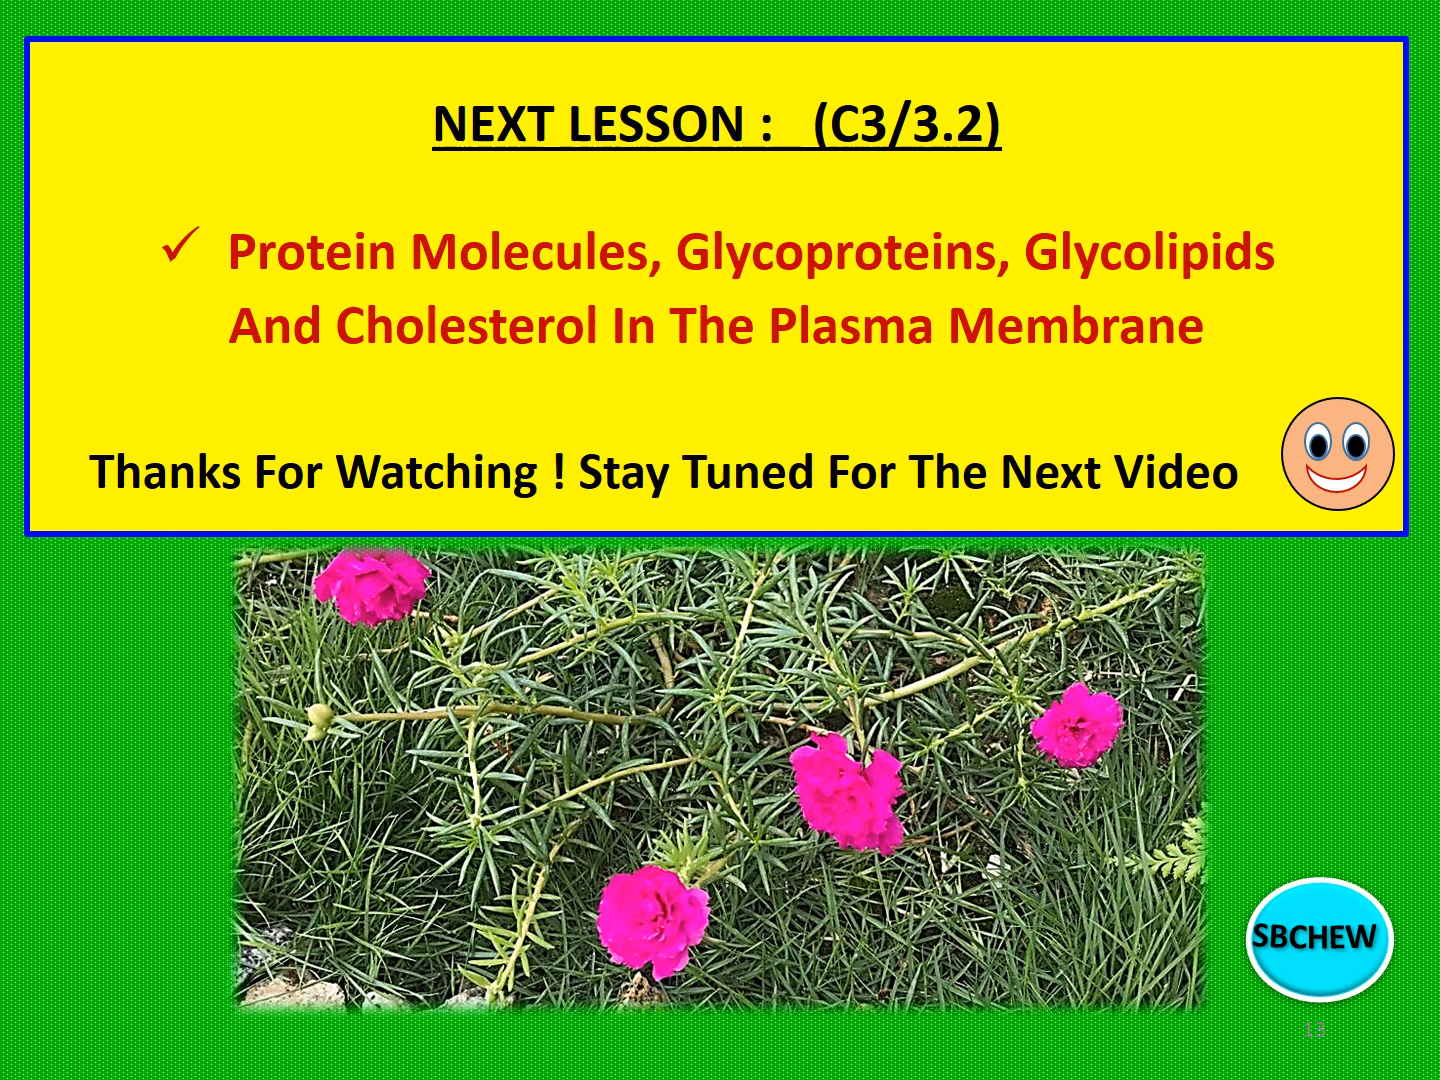 NEXT LESSON : (C3/3.2)
✓ Protein Molecules, Glycoproteins, Glycolipids
And Cholesterol In The Plasma Membrane
Thanks For Watching ! Stay Tuned For The Next Video
SBCHEW
13